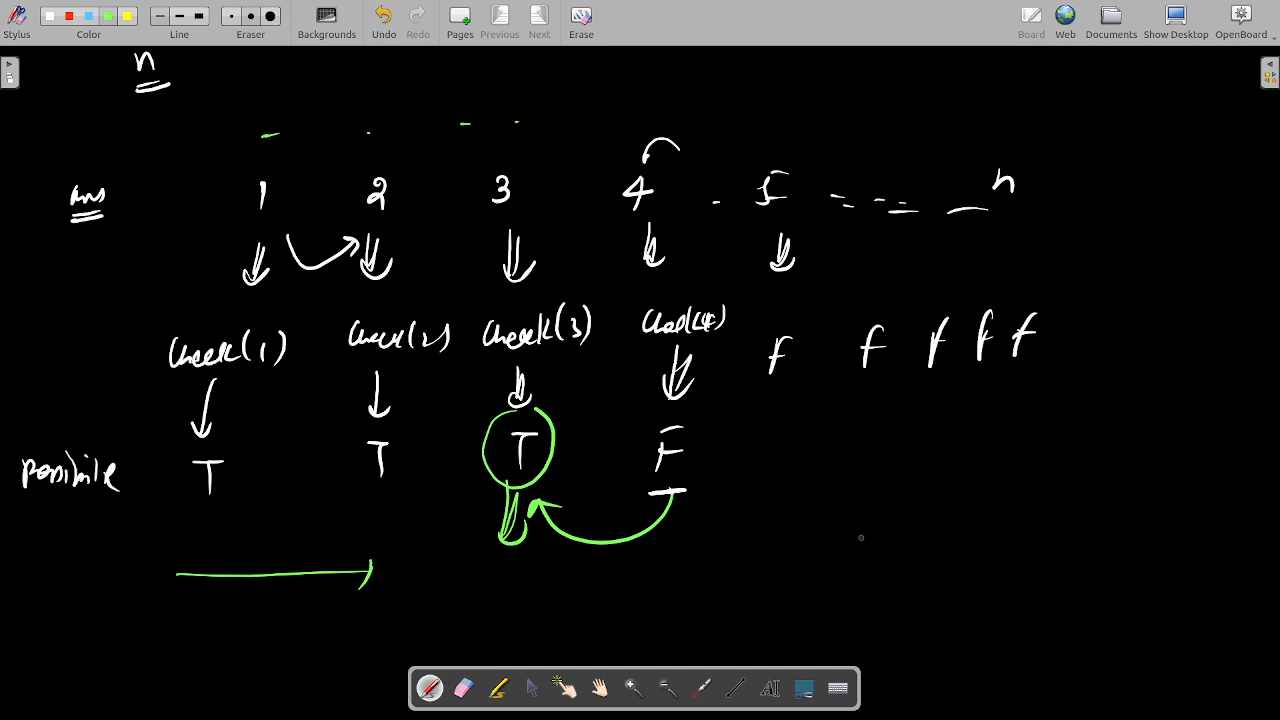 Stylus Color Line Eraser Backgrounds Undo Redo Pages Previous Next Erase Board Web Documents Show Desktop OpenBoard
n
ans 1 2 3 4 5 n
check(1) check(2) check(3) check(4) F F F F F
possible T T T F